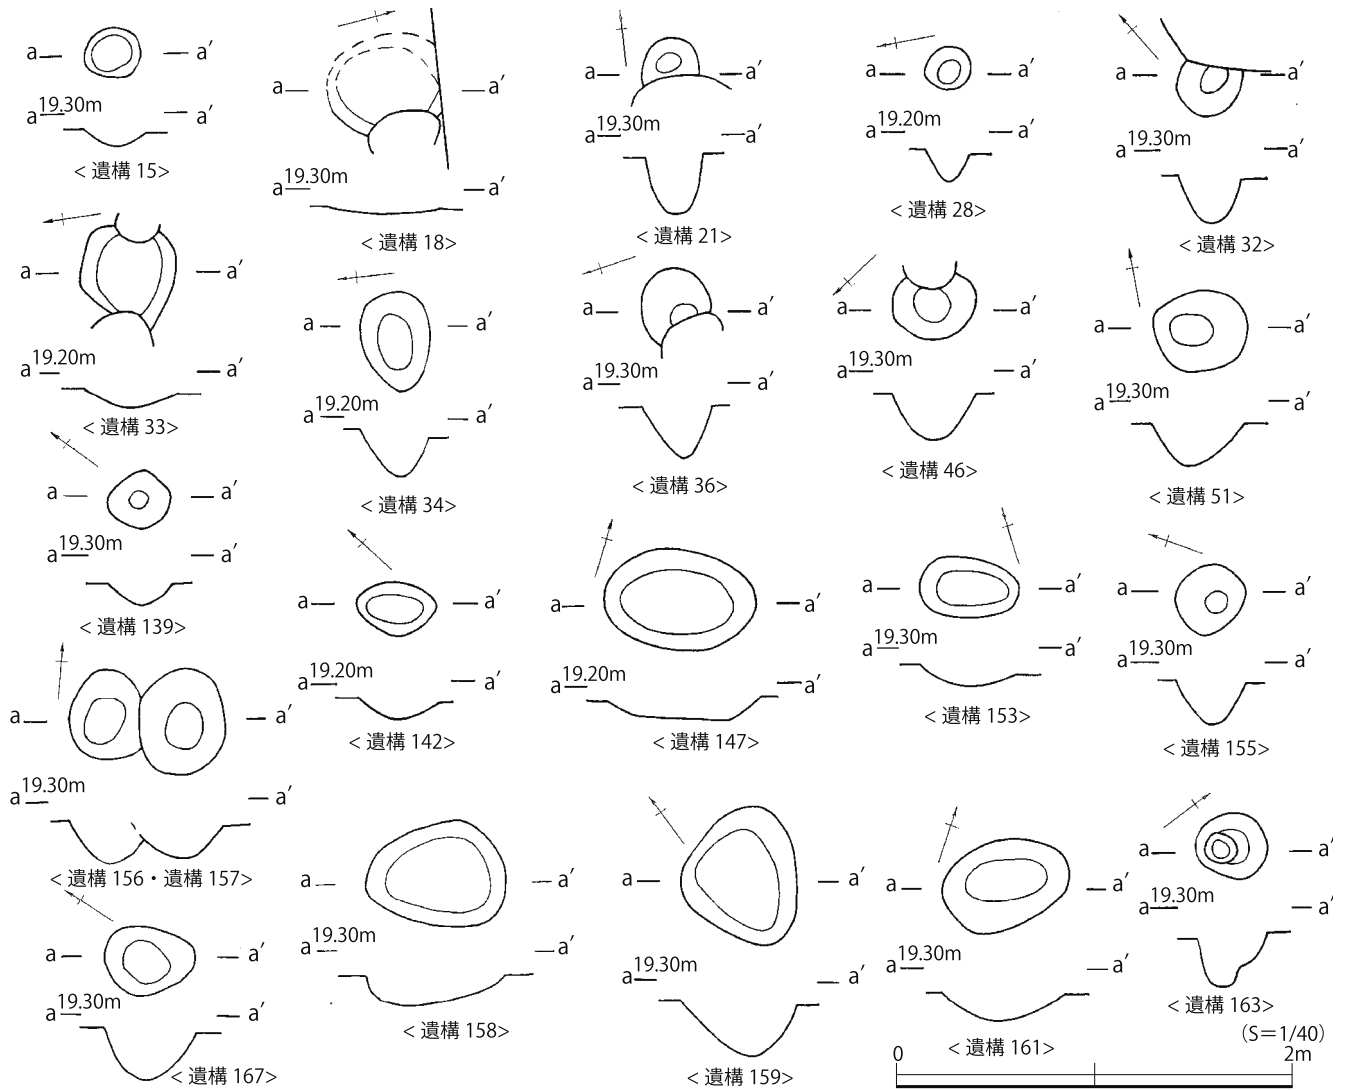 a a′
a 19.30m a′
< 遺構 15>
a a′
a 19.30m a′
< 遺構 18>
a a′
a 19.30m a′
< 遺構 21>
a a′
a 19.20m a′
< 遺構 28>
a a′
a 19.30m a′
< 遺構 32>
a a′
a 19.20m a′
< 遺構 33>
a a′
a 19.20m a′
< 遺構 34>
a a′
a 19.30m a′
< 遺構 36>
a a′
a 19.30m a′
< 遺構 46>
a a′
a 19.30m a′
< 遺構 51>
a a′
a 19.30m a′
< 遺構 139>
a a′
a 19.20m a′
< 遺構 142>
a a′
a 19.20m a′
< 遺構 147>
a a′
a 19.30m a′
< 遺構 153>
a a′
a 19.30m a′
< 遺構 155>
a a′
a 19.30m a′
< 遺構 156・遺構 157>
a a′
a 19.30m a′
< 遺構 158>
a a′
a 19.30m a′
< 遺構 159>
a a′
a 19.30m a′
< 遺構 161>
a a′
a 19.30m a′
< 遺構 163>
a a′
a 19.30m a′
< 遺構 167>
(S＝1/40)
0 2m